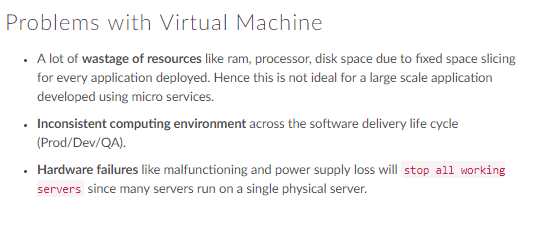 Problems with Virtual Machine
• A lot of wastage of resources like ram, processor, disk space due to fixed space slicing
for every application deployed. Hence this is not ideal for a large scale application
developed using micro services.
• Inconsistent computing environment across the software delivery life cycle
(Prod/Dev/QA).
• Hardware failures like malfunctioning and power supply loss will stop all working
servers since many servers run on a single physical server.